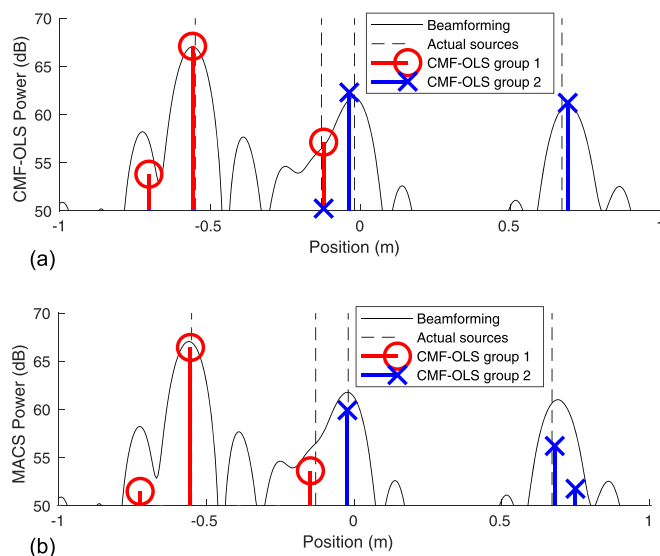 CMF-OLS Power (dB)
70
65
60
55
50
Beamforming
Actual sources
CMF-OLS group 1
CMF-OLS group 2
-1
-0.5
0
0.5
1
Position (m)
(a)
MACS Power (dB)
70
65
60
55
50
Beamforming
Actual sources
CMF-OLS group 1
CMF-OLS group 2
-1
-0.5
0
0.5
1
Position (m)
(b)